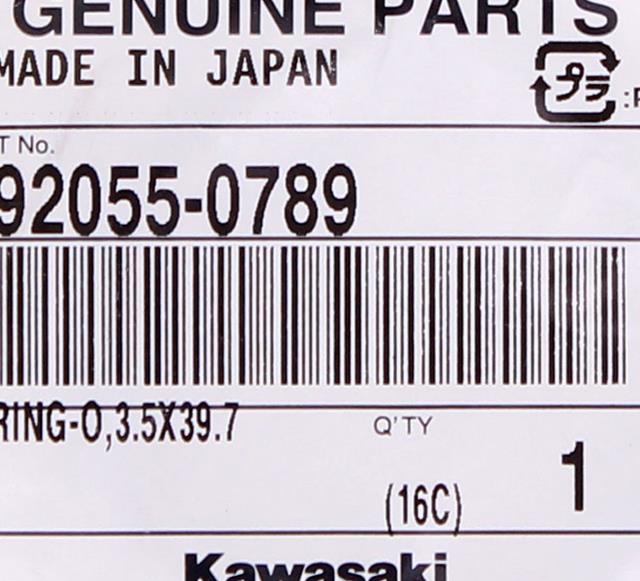 GENUINE PARTS
MADE IN JAPAN
プラ
:P
T No.
92055-0789
RING-O,3.5X39.7
Q'TY
1
(16C)
Kawasaki